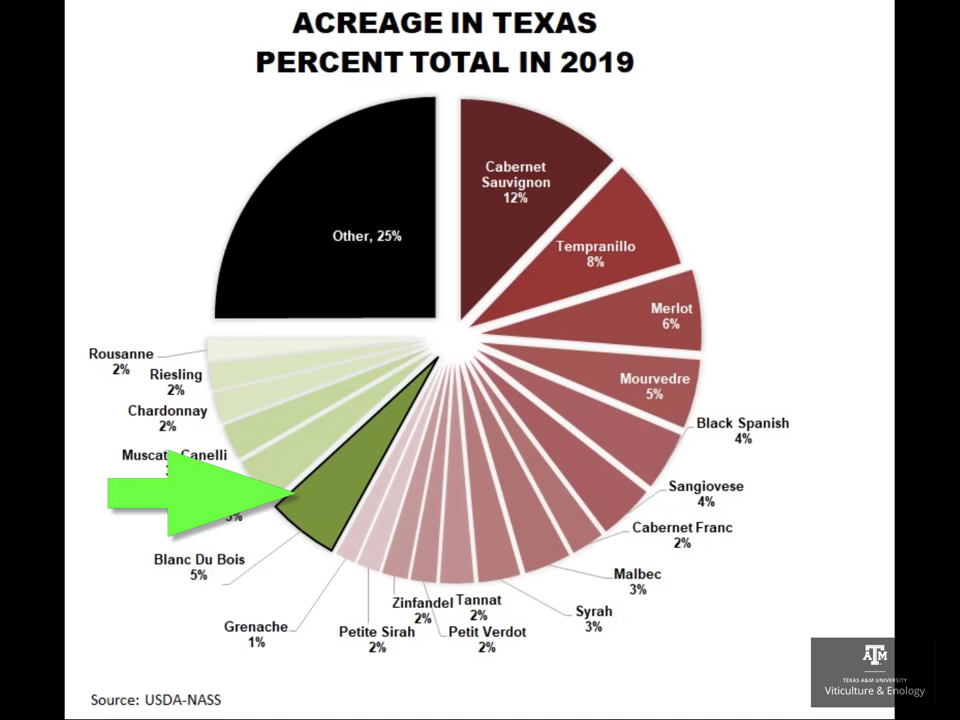 ACREAGE IN TEXAS
PERCENT TOTAL IN 2019
Cabernet
Sauvignon
12%
Tempranillo
8%
Merlot
6%
Mourvedre
5%
Black Spanish
4%
Sangiovese
4%
Cabernet Franc
2%
Malbec
3%
Syrah
3%
Tannat
2%
Petit Verdot
2%
Zinfandel
2%
Petite Sirah
2%
Grenache
1%
Blanc Du Bois
5%
Muscat Canelli
Chardonnay
2%
Riesling
2%
Rousanne
2%
Other, 25%
Source: USDA-NASS
ATM
TEXAS A&M UNIVERSITY
Viticulture & Enology